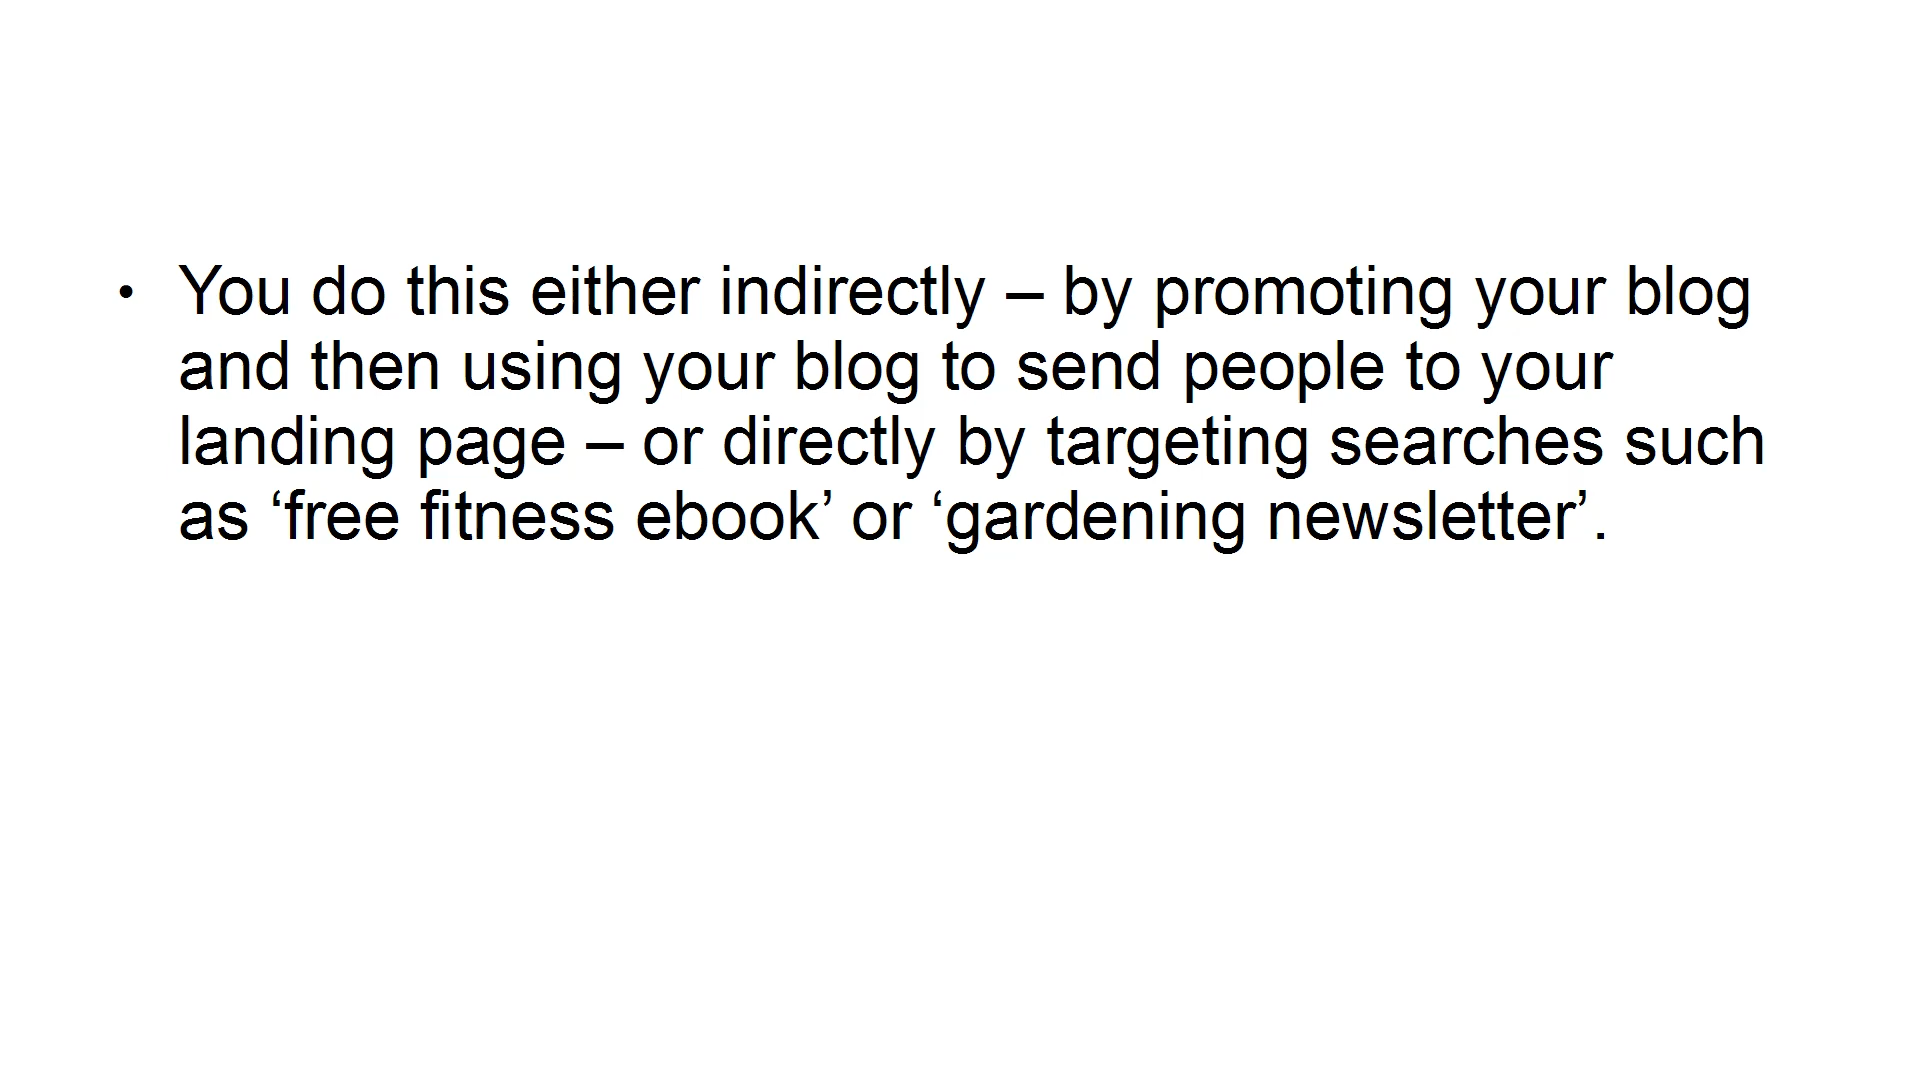 • You do this either indirectly – by promoting your blog
and then using your blog to send people to your
landing page – or directly by targeting searches such
as ‘free fitness ebook’ or ‘gardening newsletter’.